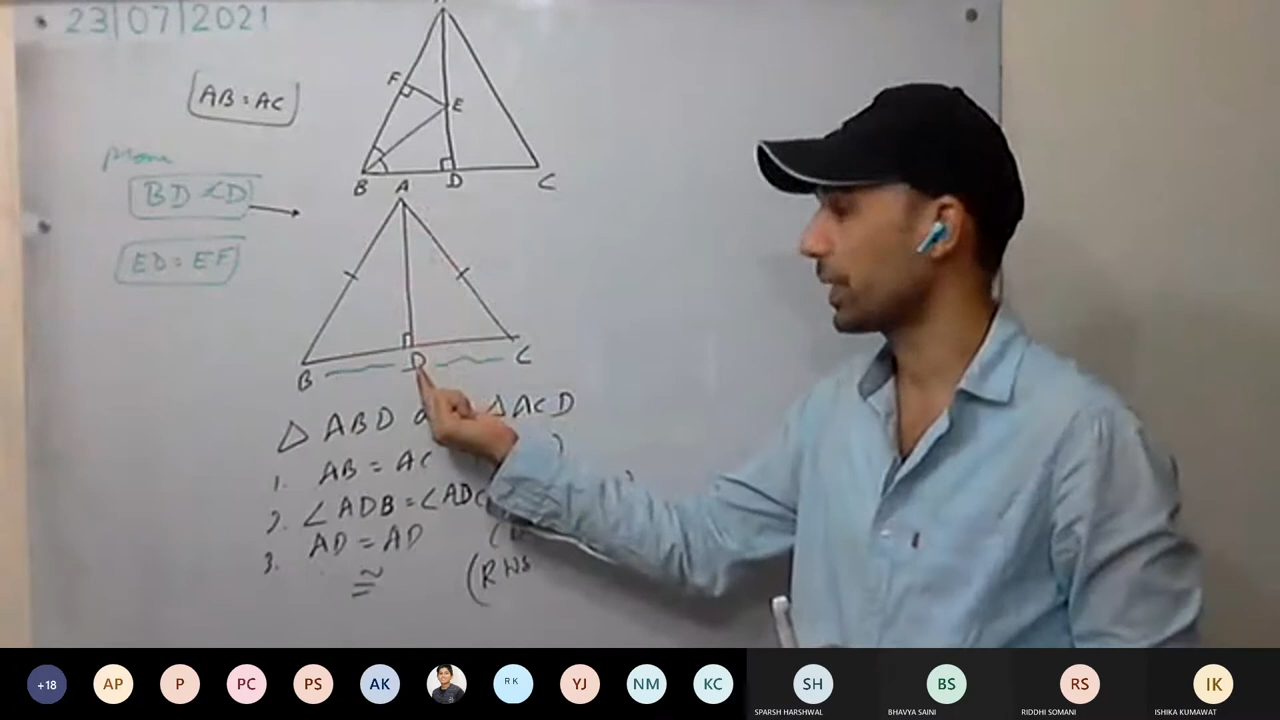 23/07/2021
AB = AC
F
E
B
D
C
BD = CD
ED = EF
A
B
D
C
△ ABD △ ACD
1. AB = AC
2. ∠ADB = ∠ADC
3. AD = AD
≅ (RHS
+18
AP
P
PC
PS
AK
RK
YJ
NM
KC
SH
BS
RS
IK
SPARSH HARSHWAL
BHAVYA SAINI
RIDDHI SOMANI
ISHIKA KUMAWAT